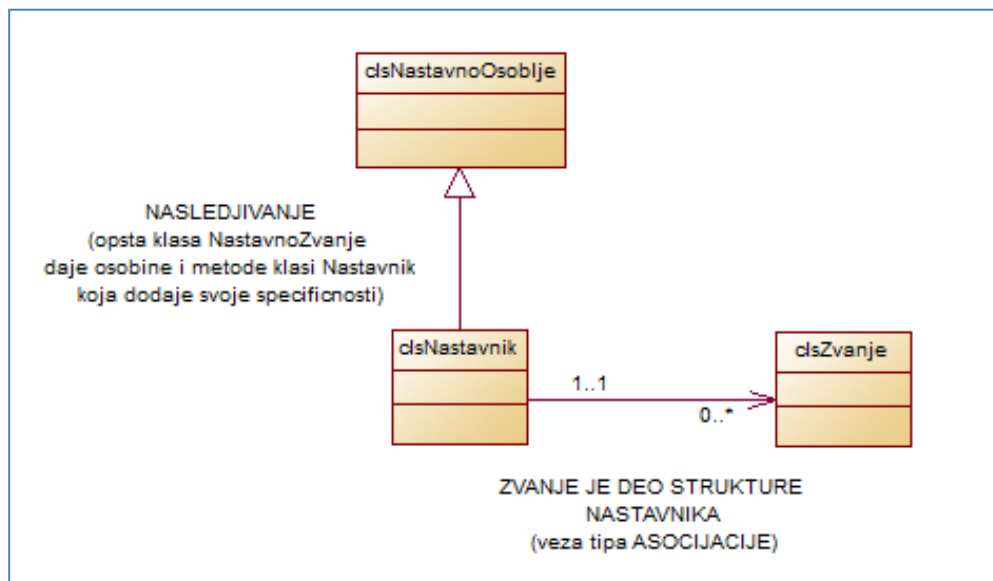 clsNastavnoOsoblje
NASLEDJIVANJE
(opsta klasa NastavnoZvanje
daje osobine i metode klasi Nastavnik
koja dodaje svoje specificnosti)
clsNastavnik
clsZvanje
1..1
0..*
ZVANJE JE DEO STRUKTURE
NASTAVNIKA
(veza tipa ASOCIJACIJE)